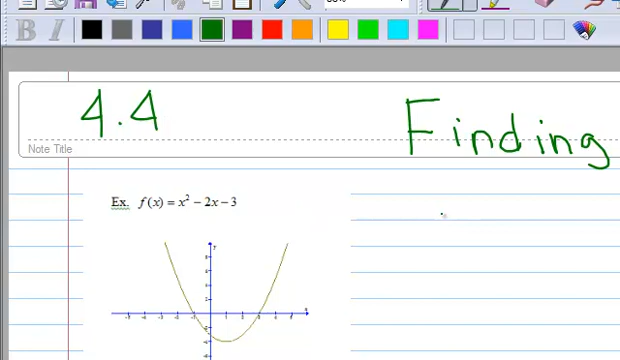 4.4 Finding
Note Title
Ex. f(x) = x² − 2x − 3